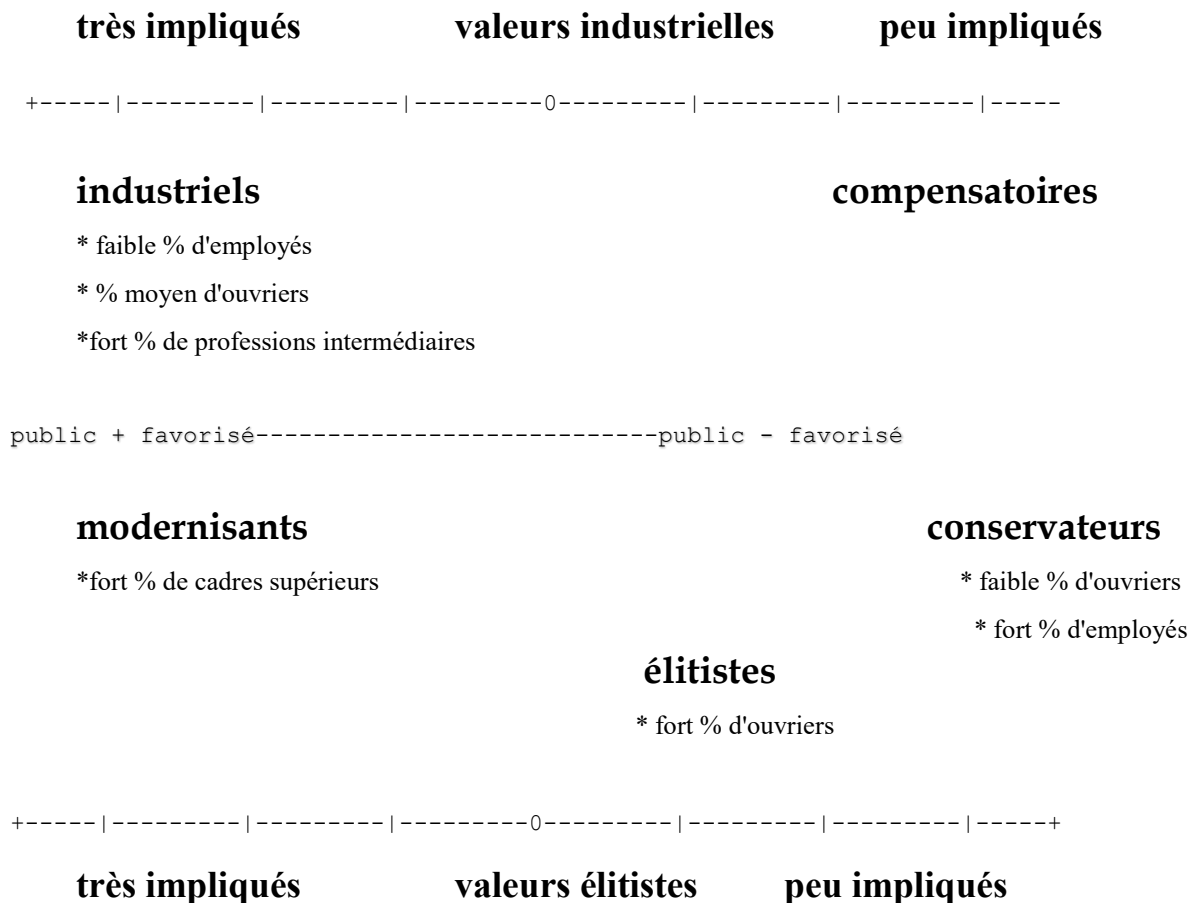 très impliqués valeurs industrielles peu impliqués
+-----|---------|---------|---------0---------|---------|---------|-----
industriels compensatoires
* faible % d'employés
* % moyen d'ouvriers
*fort % de professions intermédiaires
public + favorisé----------------------------public - favorisé
modernisants conservateurs
*fort % de cadres supérieurs * faible % d'ouvriers
* fort % d'employés
élitistes
* fort % d'ouvriers
+-----|---------|---------|---------0---------|---------|---------|-----+
très impliqués valeurs élitistes peu impliqués